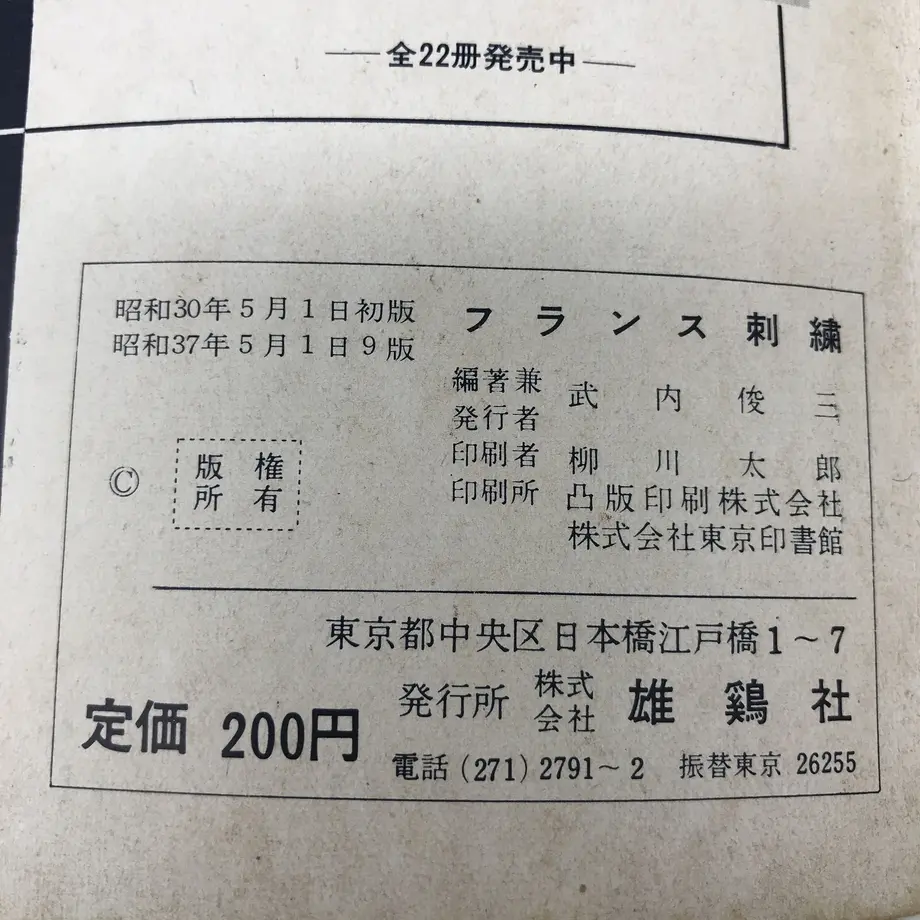 ―全22冊発売中―
昭和30年5月1日初版
昭和37年5月1日9版
フランス刺繍
編著兼発行者 武内俊三
印刷者 柳川太郎
印刷所 凸版印刷株式会社
株式会社東京印書館
©
版権
所有
東京都中央区日本橋江戸橋1~7
発行所 株式会社 雄鶏社
定価 200円
電話(271)2791~2 振替東京 26255